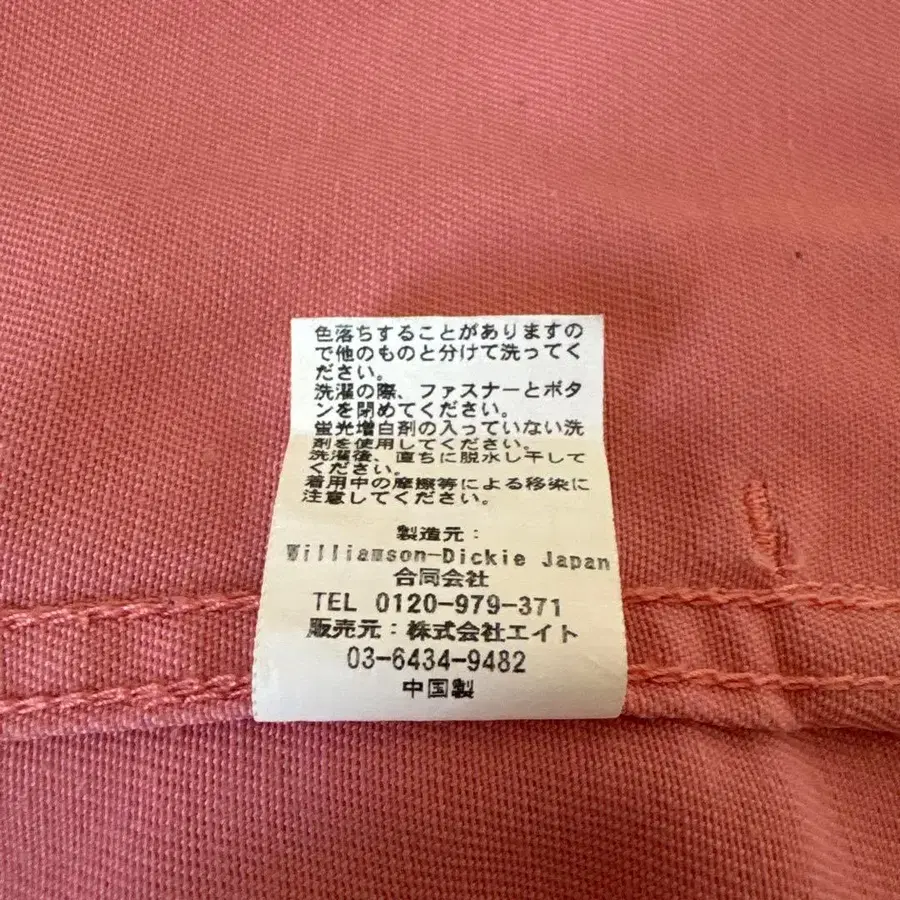 色落ちすることがありますの
で他のものと分けて洗ってく
ださい。
洗濯の際、ファスナーとボタ
ンを閉めてください。
蛍光増白剤の入っていない洗
剤を使用してください。
洗濯後、直ちに脱水し干して
ください。
着用中の摩擦等による移染に
注意してください。
製造元：
Williamson-Dickie Japan
合同会社
TEL 0120-979-371
販売元：株式会社エイト
03-6434-9482
中国製